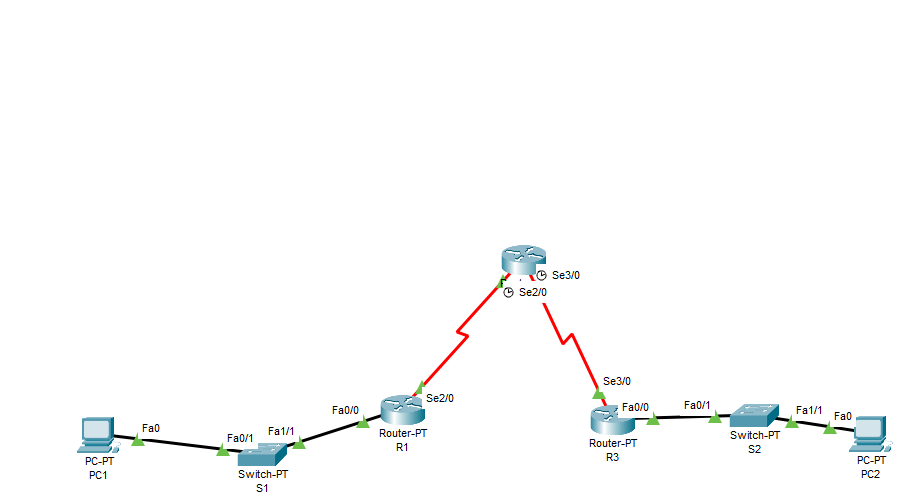 Se3/0
Se2/0
Se3/0
Se2/0
Fa0/0
Fa0/0
Fa0/1
Fa1/1
Fa0
Fa0
Fa0/1
Fa1/1
Router-PT
R1
Router-PT
R3
Switch-PT
S2
PC-PT
PC1
Switch-PT
S1
PC-PT
PC2